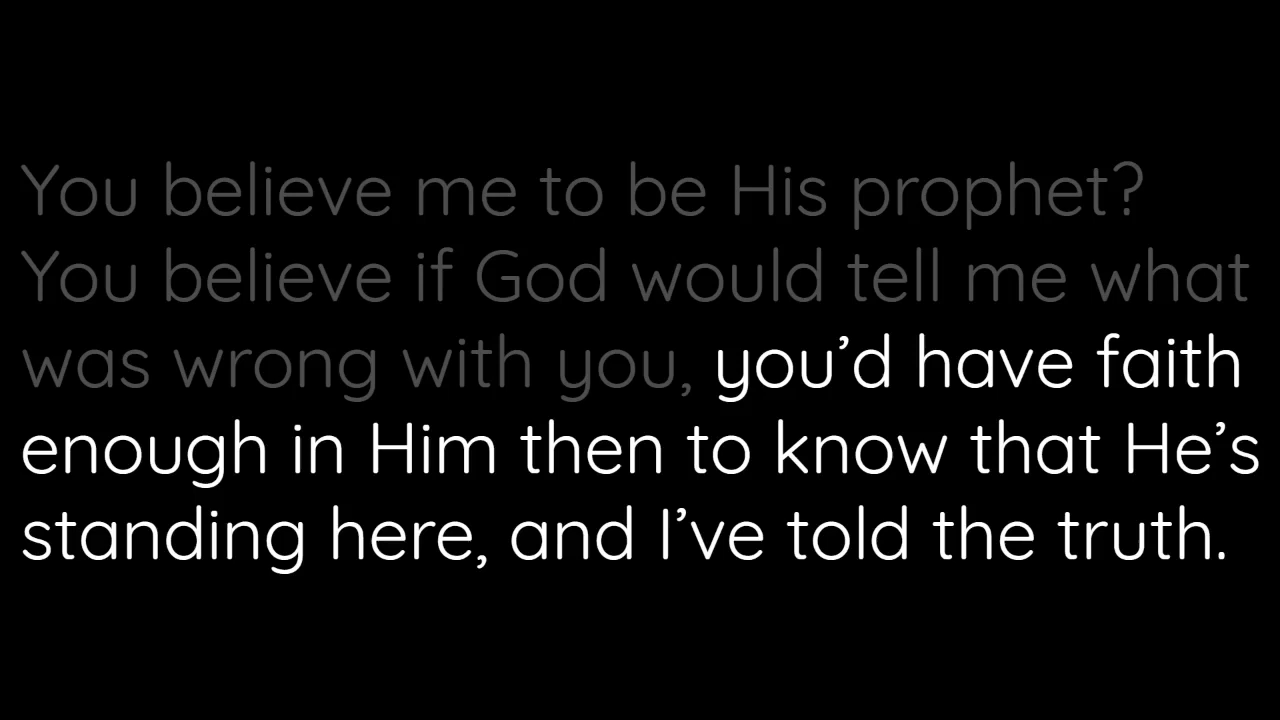 You believe me to be His prophet?
You believe if God would tell me what
was wrong with you, you’d have faith
enough in Him then to know that He’s
standing here, and I’ve told the truth.